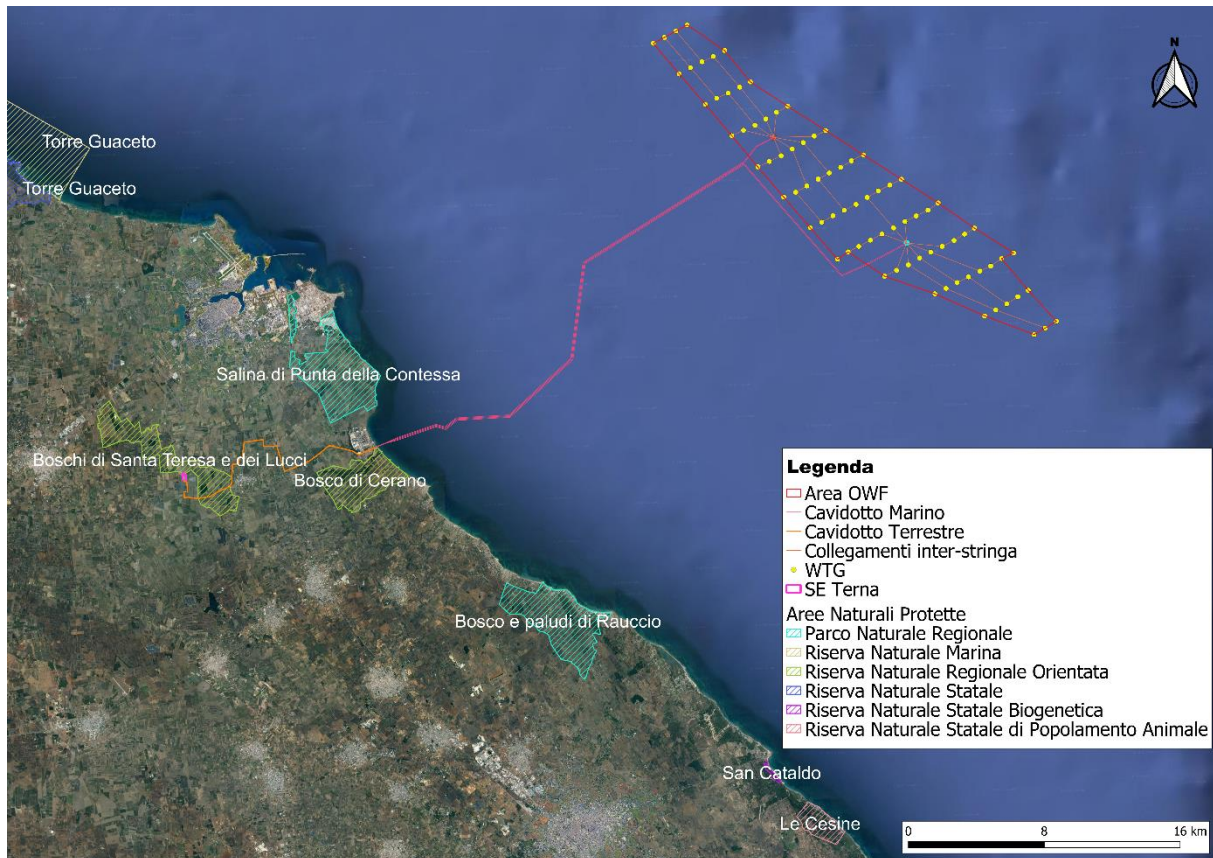 N
Torre Guaceto
Torre Guaceto
Salina di Punta della Contessa
Boschi di Santa Teresa e dei Lucci
Bosco di Cerano
Bosco e paludi di Rauccio
San Cataldo
Le Cesine
Legenda
Area OWF
Cavidotto Marino
Cavidotto Terrestre
Collegamenti inter-stringa
WTG
SE Terna
Aree Naturali Protette
Parco Naturale Regionale
Riserva Naturale Marina
Riserva Naturale Regionale Orientata
Riserva Naturale Statale
Riserva Naturale Statale Biogenetica
Riserva Naturale Statale di Popolamento Animale
0 8 16 km